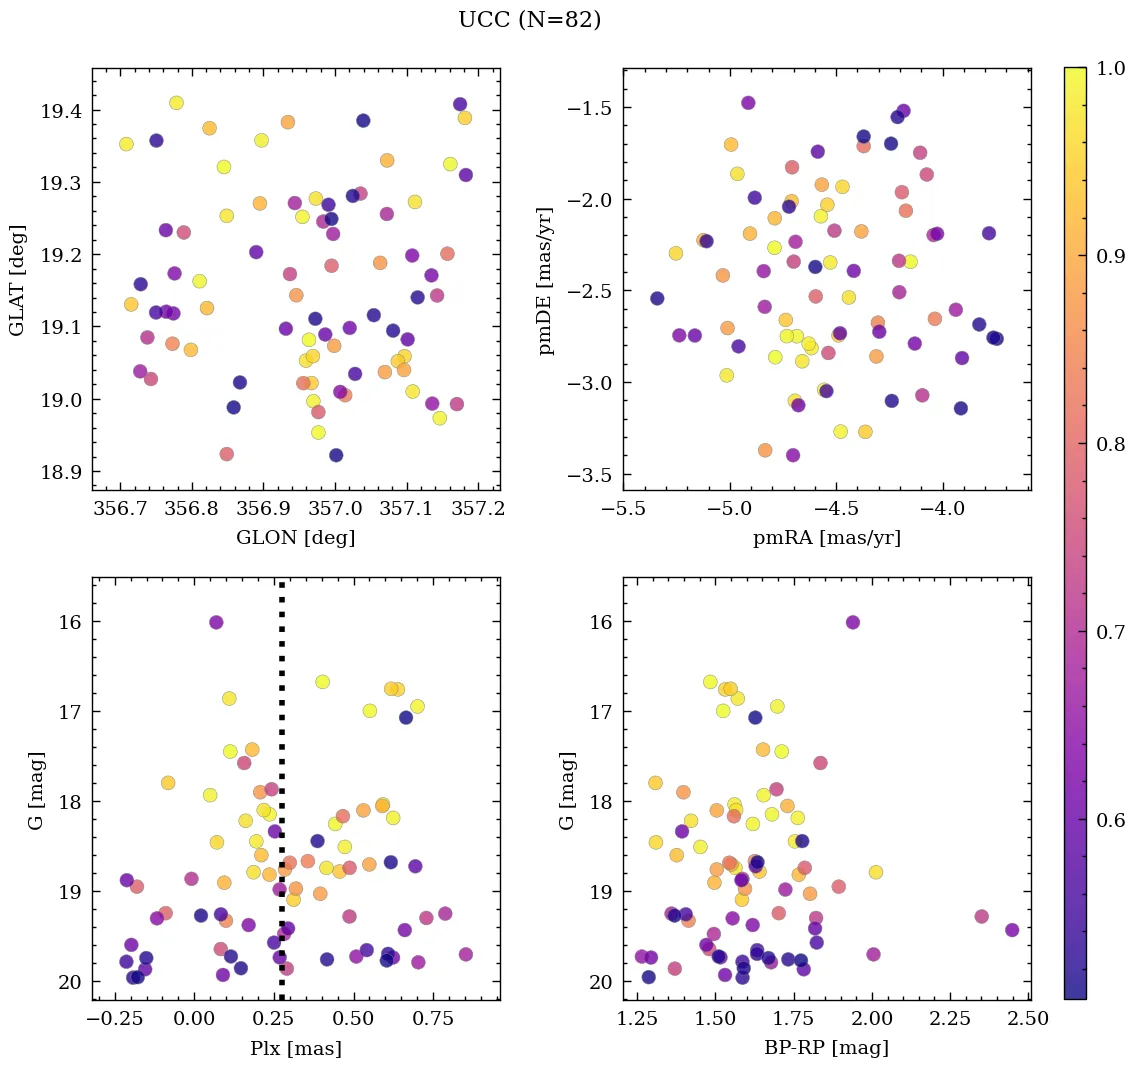 UCC (N=82)
19.4
19.3
19.2
19.1
19.0
18.9
GLAT [deg]
356.7 356.8 356.9 357.0 357.1 357.2
GLON [deg]
−1.5
−2.0
−2.5
−3.0
−3.5
pmDE [mas/yr]
−5.5 −5.0 −4.5 −4.0
pmRA [mas/yr]
16
17
18
19
20
G [mag]
−0.25 0.00 0.25 0.50 0.75
Plx [mas]
16
17
18
19
20
G [mag]
1.25 1.50 1.75 2.00 2.25 2.50
BP-RP [mag]
1.0
0.9
0.8
0.7
0.6